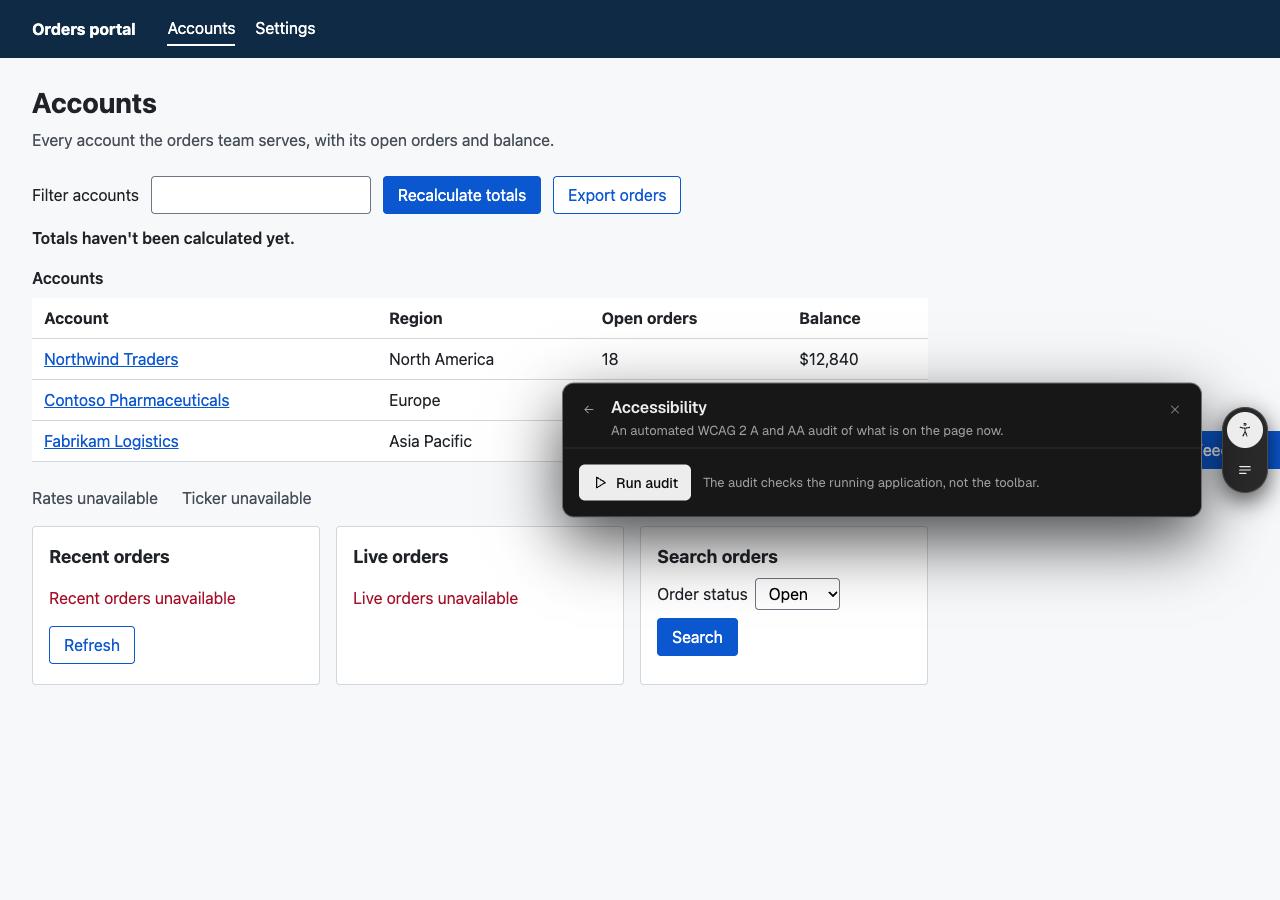 Orders portal
Accounts
Settings
Accounts
Every account the orders team serves, with its open orders and balance.
Filter accounts
Recalculate totals
Export orders
Totals haven't been calculated yet.
Accounts
Account Region Open orders Balance
Northwind Traders North America 18 $12,840
Contoso Pharmaceuticals Europe
Fabrikam Logistics Asia Pacific
Accessibility
An automated WCAG 2 A and AA audit of what is on the page now.
Run audit
The audit checks the running application, not the toolbar.
Rates unavailable
Ticker unavailable
Recent orders
Recent orders unavailable
Refresh
Live orders
Live orders unavailable
Search orders
Order status
Open
Search